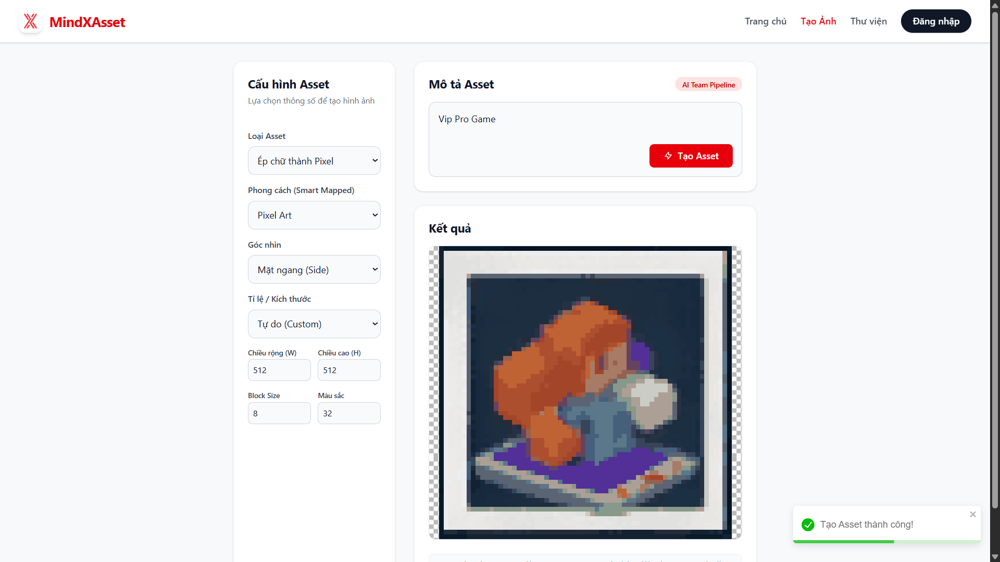 MindXAsset
Trang chủ
Tạo Ảnh
Thư viện
Đăng nhập
Cấu hình Asset
Lựa chọn thông số để tạo hình ảnh
Loại Asset
Ép chữ thành Pixel
Phong cách (Smart Mapped)
Pixel Art
Góc nhìn
Mặt ngang (Side)
Tỉ lệ / Kích thước
Tự do (Custom)
Chiều rộng (W)
Chiều cao (H)
512
512
Block Size
Màu sắc
8
32
Mô tả Asset
AI Team Pipeline
Vip Pro Game
Tạo Asset
Kết quả
Tạo Asset thành công!